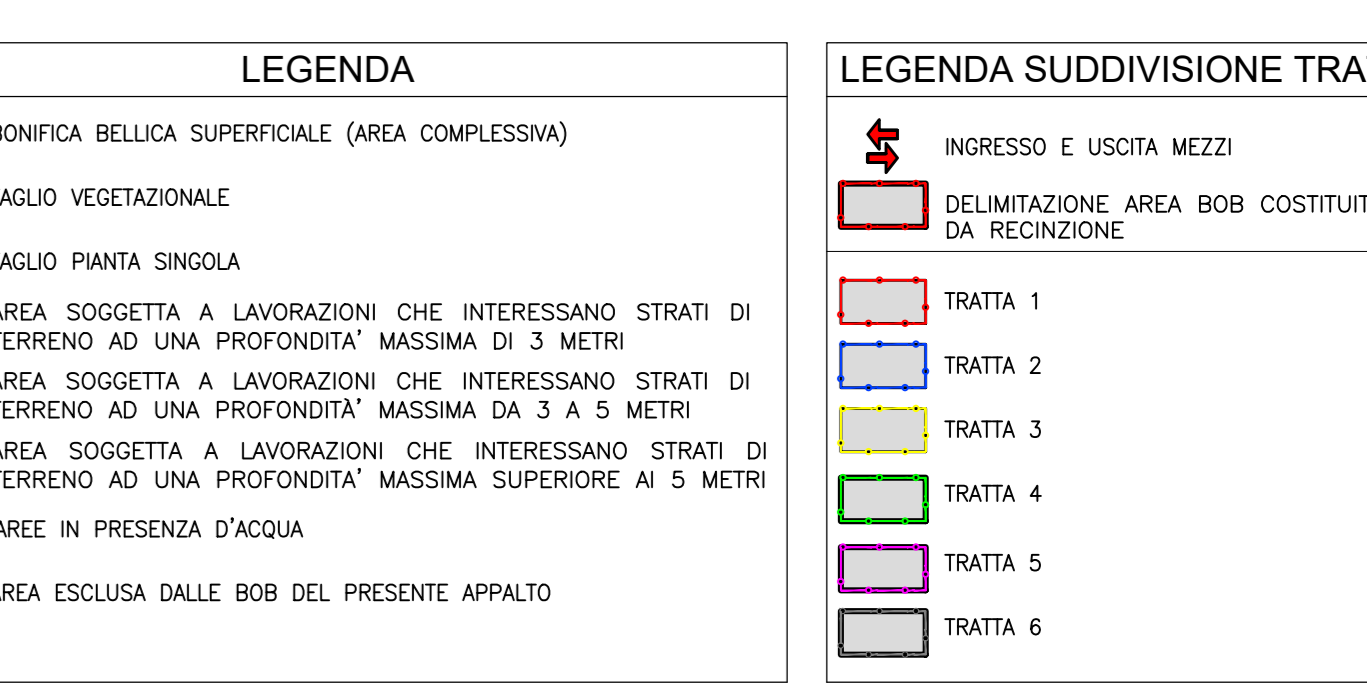 LEGENDA
BONIFICA BELLICA SUPERFICIALE (AREA COMPLESSIVA)
AGLIO VEGETAZIONALE
AGLIO PIANTA SINGOLA
AREA SOGGETTA A LAVORAZIONI CHE INTERESSANO STRATI DI
TERRENO AD UNA PROFONDITA' MASSIMA DI 3 METRI
AREA SOGGETTA A LAVORAZIONI CHE INTERESSANO STRATI DI
TERRENO AD UNA PROFONDITÀ' MASSIMA DA 3 A 5 METRI
AREA SOGGETTA A LAVORAZIONI CHE INTERESSANO STRATI DI
TERRENO AD UNA PROFONDITA' MASSIMA SUPERIORE AI 5 METRI
AREE IN PRESENZA D'ACQUA
AREA ESCLUSA DALLE BOB DEL PRESENTE APPALTO
LEGENDA SUDDIVISIONE TRAT
INGRESSO E USCITA MEZZI
DELIMITAZIONE AREA BOB COSTITUIT
DA RECINZIONE
TRATTA 1
TRATTA 2
TRATTA 3
TRATTA 4
TRATTA 5
TRATTA 6